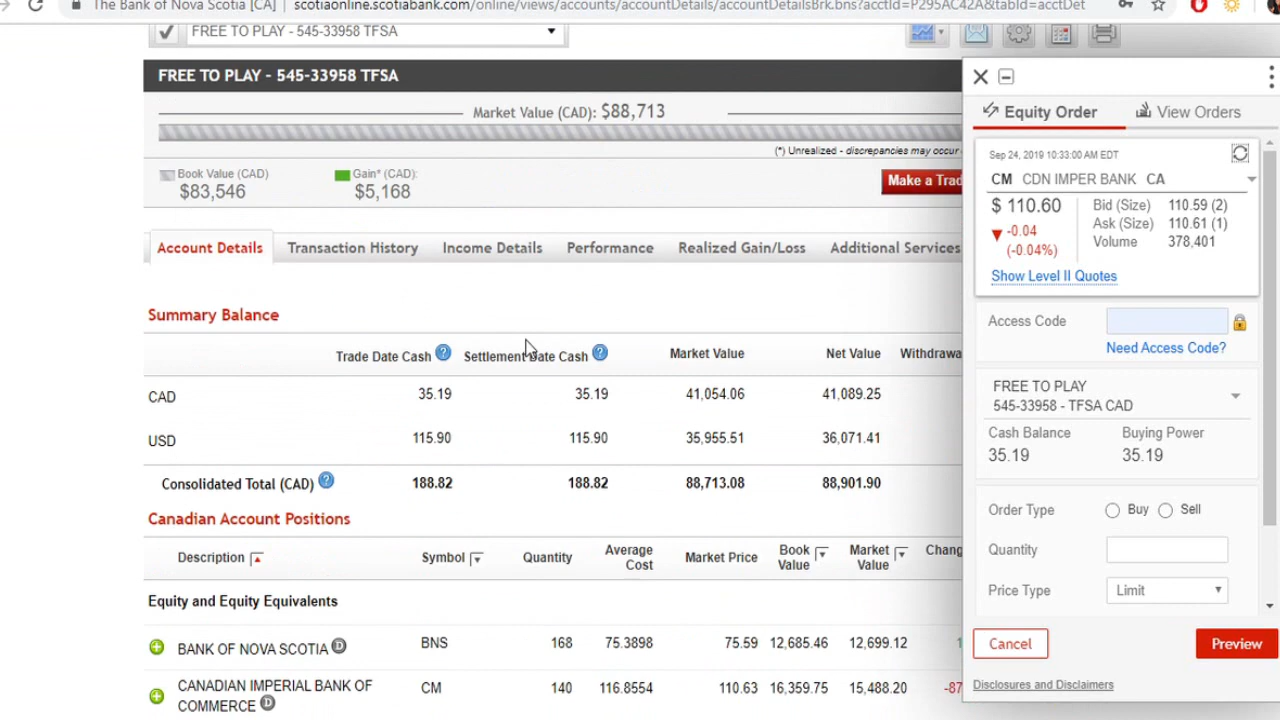 The Bank of Nova Scotia [CA] scotiaonline.scotiabank.com/online/views/accounts/accountDetails/accountDetailsBrk.bns?acctId=P295AC42A&tabId=acctDet
FREE TO PLAY - 545-33958 TFSA
FREE TO PLAY - 545-33958 TFSA
Market Value (CAD): $88,713
(*) Unrealized - discrepancies may occur
Book Value (CAD) Gain* (CAD):
$83,546 $5,168
Make a Trad
Account Details Transaction History Income Details Performance Realized Gain/Loss Additional Services
Summary Balance
Trade Date Cash ? Settlement Date Cash ? Market Value Net Value Withdrawa
CAD 35.19 35.19 41,054.06 41,089.25
USD 115.90 115.90 35,955.51 36,071.41
Consolidated Total (CAD) ? 188.82 188.82 88,713.08 88,901.90
Canadian Account Positions
Description Symbol Quantity Average Cost Market Price Book Value Market Value Chang
Equity and Equity Equivalents
BANK OF NOVA SCOTIA D BNS 168 75.3898 75.59 12,685.46 12,699.12 1
CANADIAN IMPERIAL BANK OF CM 140 116.8554 110.63 16,359.75 15,488.20 -87
COMMERCE D
Equity Order View Orders
Sep 24, 2019 10:33:00 AM EDT
CM CDN IMPER BANK CA
$ 110.60 Bid (Size) 110.59 (2)
-0.04 Ask (Size) 110.61 (1)
(-0.04%) Volume 378,401
Show Level II Quotes
Access Code
Need Access Code?
FREE TO PLAY
545-33958 - TFSA CAD
Cash Balance Buying Power
35.19 35.19
Order Type Buy Sell
Quantity
Price Type Limit
Cancel Preview
Disclosures and Disclaimers